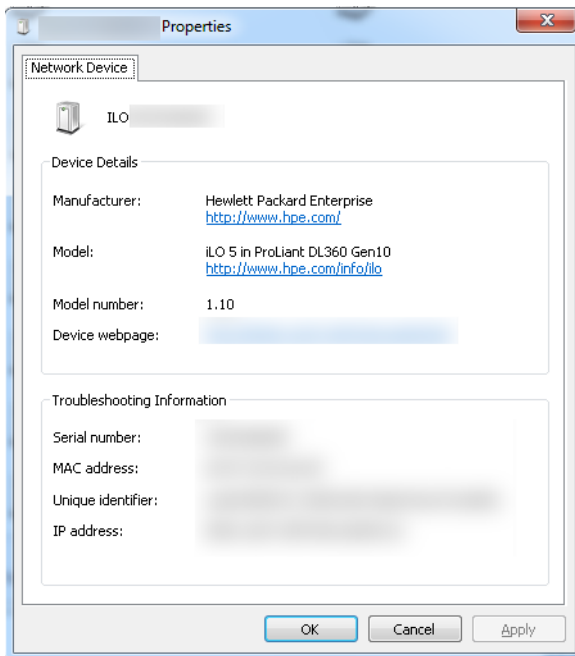 Properties
Network Device
ILO
Device Details
Manufacturer: Hewlett Packard Enterprise
http://www.hpe.com/
Model: iLO 5 in ProLiant DL360 Gen10
http://www.hpe.com/info/ilo
Model number: 1.10
Device webpage:
Troubleshooting Information
Serial number:
MAC address:
Unique identifier:
IP address:
OK Cancel Apply